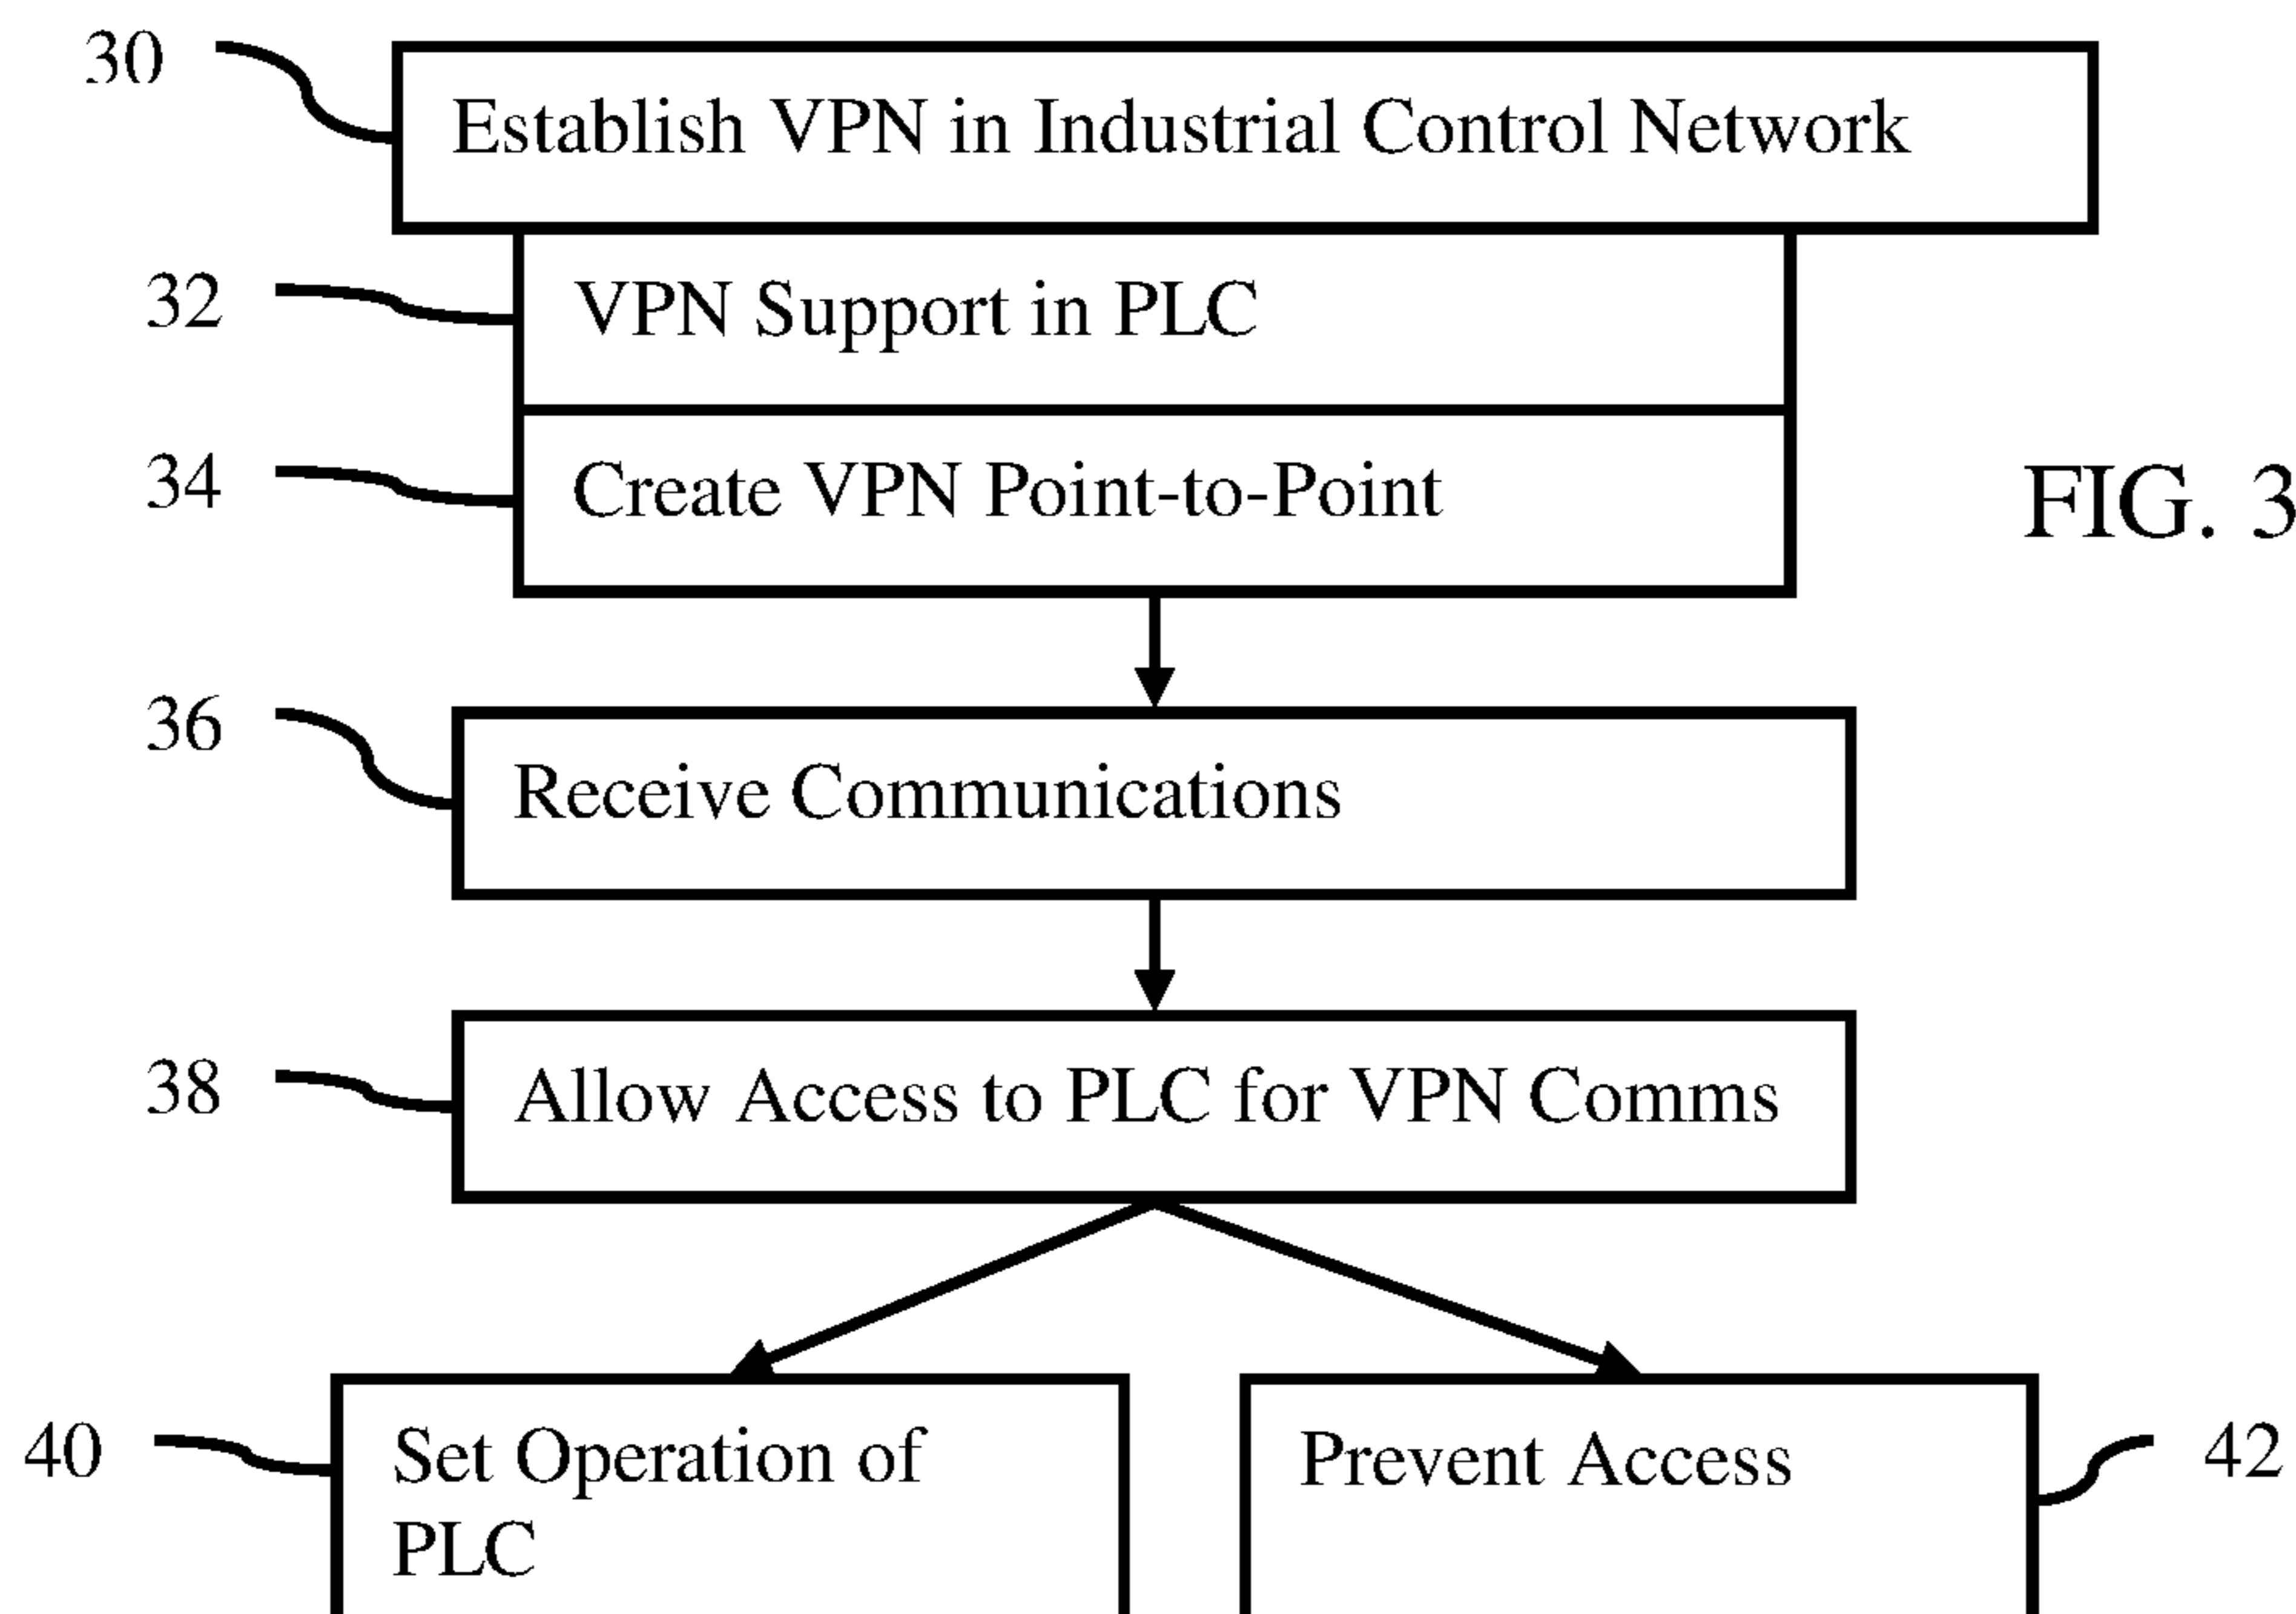 30
Establish VPN in Industrial Control Network
32
VPN Support in PLC
34
Create VPN Point-to-Point
FIG. 3
36
Receive Communications
38
Allow Access to PLC for VPN Comms
40
Set Operation of
PLC
Prevent Access
42